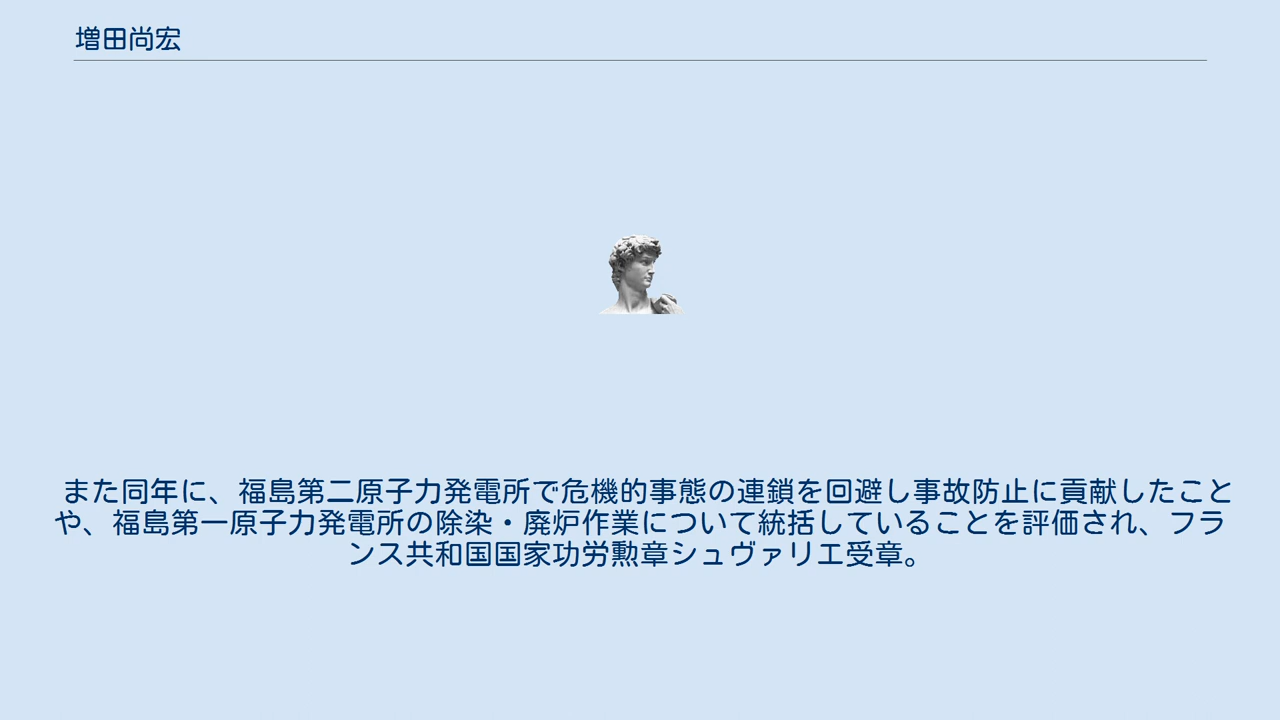 増田尚宏
また同年に、福島第二原子力発電所で危機的事態の連鎖を回避し事故防止に貢献したこと
や、福島第一原子力発電所の除染・廃炉作業について統括していることを評価され、フラ
ンス共和国国家功労勲章シュヴァリエ受章。